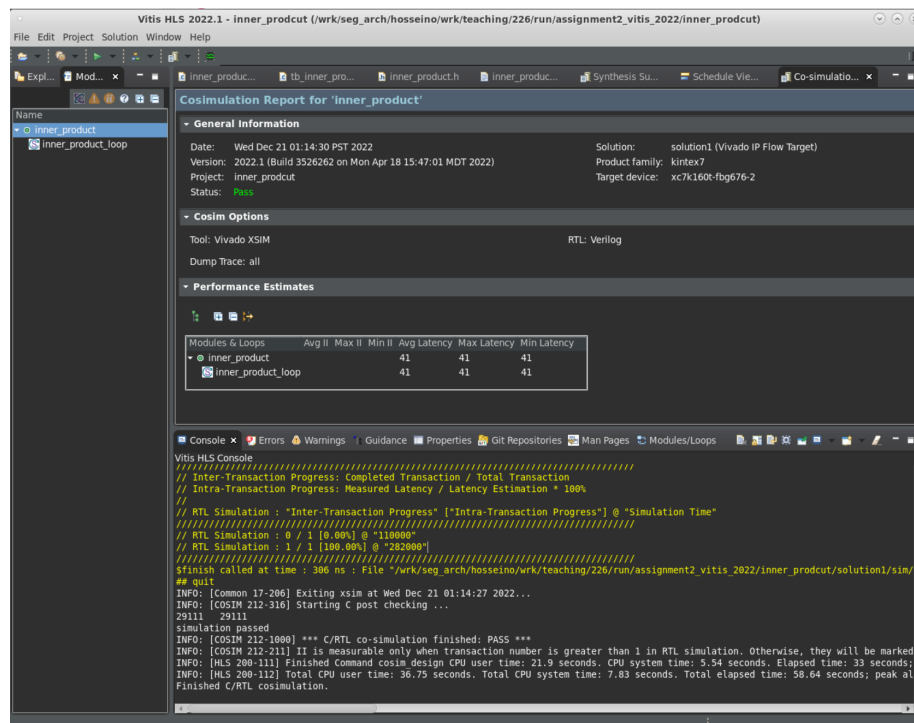 Vitis HLS 2022.1 - inner_prodcut (/wrk/seg_arch/hosseino/wrk/teaching/226/run/assignment2_vitis_2022/inner_prodcut)
File Edit Project Solution Window Help
Expl... Mod... inner_produc... tb_inner_pro... inner_product.h inner_produc... Synthesis Su... Schedule Vie... Co-simulatio...
Name
inner_product
inner_product_loop
Cosimulation Report for 'inner_product'
General Information
Date: Wed Dec 21 01:14:30 PST 2022 Solution: solution1 (Vivado IP Flow Target)
Version: 2022.1 (Build 3526262 on Mon Apr 18 15:47:01 MDT 2022) Product family: kintex7
Project: inner_prodcut Target device: xc7k160t-fbg676-2
Status: Pass
Cosim Options
Tool: Vivado XSIM RTL: Verilog
Dump Trace: all
Performance Estimates
Modules & Loops Avg II Max II Min II Avg Latency Max Latency Min Latency
inner_product 41 41 41
inner_product_loop 41 41 41
Console Errors Warnings Guidance Properties Git Repositories Man Pages Modules/Loops
Vitis HLS Console
////////////////////////////////////////////////////////////////////////////////////
// Inter-Transaction Progress: Completed Transaction / Total Transaction
// Intra-Transaction Progress: Measured Latency / Latency Estimation * 100%
//
// RTL Simulation : "Inter-Transaction Progress" ["Intra-Transaction Progress"] @ "Simulation Time"
////////////////////////////////////////////////////////////////////////////////////
// RTL Simulation : 0 / 1 [0.00%] @ "110000"
// RTL Simulation : 1 / 1 [100.00%] @ "282000"
////////////////////////////////////////////////////////////////////////////////////
$finish called at time : 306 ns : File "/wrk/seg_arch/hosseino/wrk/teaching/226/run/assignment2_vitis_2022/inner_prodcut/solution1/sim/
## quit
INFO: [Common 17-206] Exiting xsim at Wed Dec 21 01:14:27 2022...
INFO: [COSIM 212-316] Starting C post checking ...
29111 29111
simulation passed
INFO: [COSIM 212-1000] *** C/RTL co-simulation finished: PASS ***
INFO: [COSIM 212-211] II is measurable only when transaction number is greater than 1 in RTL simulation. Otherwise, they will be marked
INFO: [HLS 200-111] Finished Command cosim_design CPU user time: 21.9 seconds. CPU system time: 5.54 seconds. Elapsed time: 33 seconds;
INFO: [HLS 200-112] Total CPU user time: 36.75 seconds. Total CPU system time: 7.83 seconds. Total elapsed time: 58.64 seconds; peak al
Finished C/RTL cosimulation.